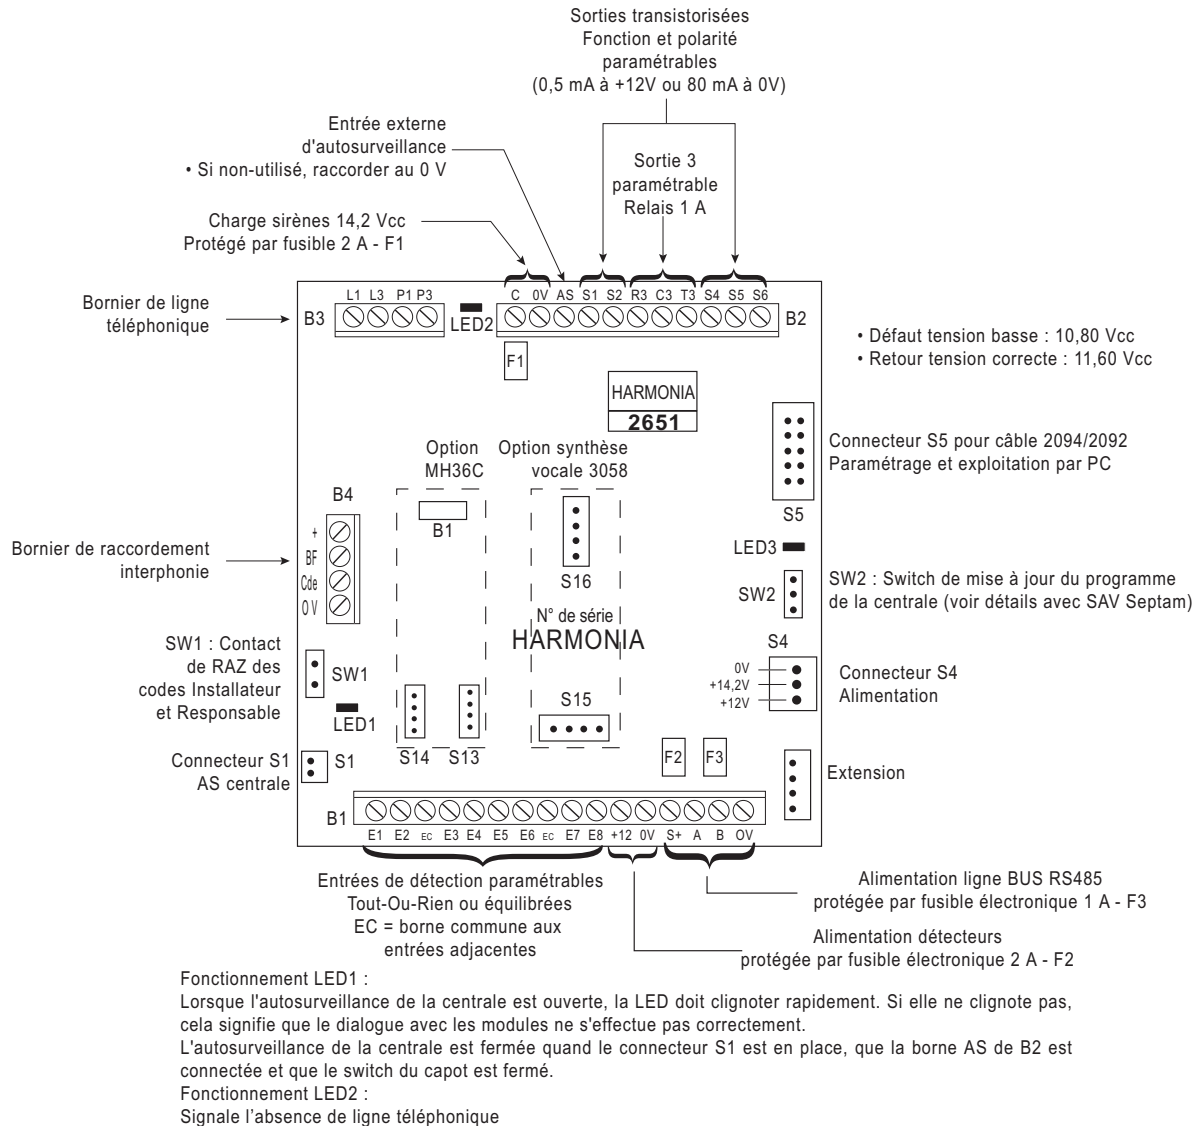 Sorties transistorisées
Fonction et polarité
paramétrables
(0,5 mA à +12V ou 80 mA à 0V)
Entrée externe
d'autosurveillance
• Si non-utilisé, raccorder au 0 V
Sortie 3
paramétrable
Relais 1 A
Charge sirènes 14,2 Vcc
Protégé par fusible 2 A - F1
Bornier de ligne
téléphonique
L1 L3 P1 P3
B3
LED2
C 0V AS S1 S2 R3 C3 T3 S4 S5 S6
B2
F1
• Défaut tension basse : 10,80 Vcc
• Retour tension correcte : 11,60 Vcc
HARMONIA
2651
Option
MH36C
Option synthèse
vocale 3058
Connecteur S5 pour câble 2094/2092
Paramétrage et exploitation par PC
S5
B4
+
BF
Cde
O V
B1
S16
Bornier de raccordement
interphonie
LED3
SW2
SW2 : Switch de mise à jour du programme
de la centrale (voir détails avec SAV Septam)
N° de série
HARMONIA
SW1 : Contact
de RAZ des
codes Installateur
et Responsable
SW1
LED1
S4
0V
+14,2V
+12V
Connecteur S4
Alimentation
S15
S14
S13
Connecteur S1
AS centrale
S1
F2
F3
Extension
B1
E1 E2 EC E3 E4 E5 E6 EC E7 E8 +12 0V S+ A B OV
Entrées de détection paramétrables
Tout-Ou-Rien ou équilibrées
EC = borne commune aux
entrées adjacentes
Alimentation ligne BUS RS485
protégée par fusible électronique 1 A - F3
Alimentation détecteurs
protégée par fusible électronique 2 A - F2
Fonctionnement LED1 :
Lorsque l'autosurveillance de la centrale est ouverte, la LED doit clignoter rapidement. Si elle ne clignote pas,
cela signifie que le dialogue avec les modules ne s'effectue pas correctement.
L'autosurveillance de la centrale est fermée quand le connecteur S1 est en place, que la borne AS de B2 est
connectée et que le switch du capot est fermé.
Fonctionnement LED2 :
Signale l’absence de ligne téléphonique